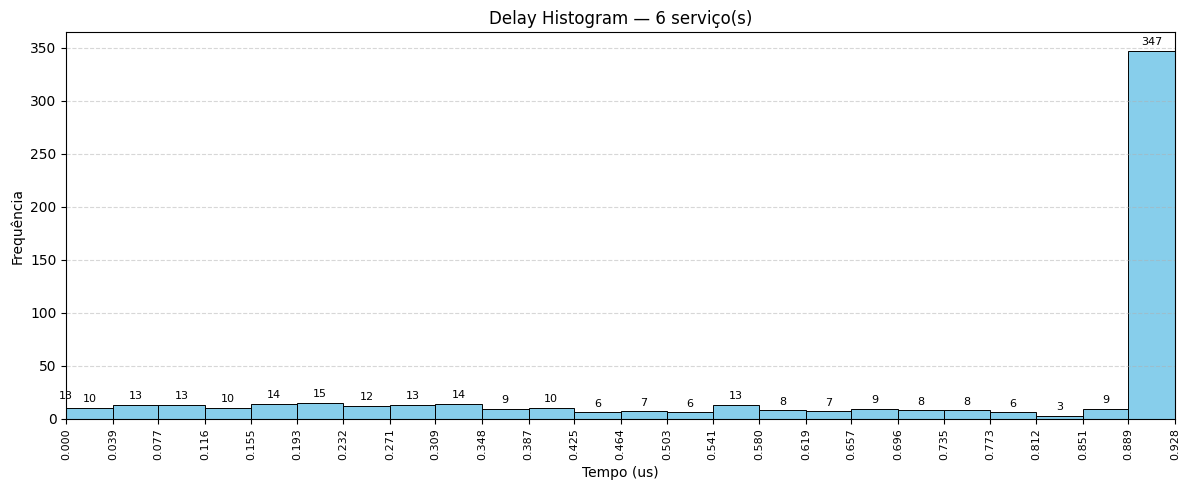 Delay Histogram — 6 serviço(s)
347
350
300
250
200
150
100
50
0
Frequência
13 10 13 13 10 14 15 12 13 14 9 10 6 7 6 13 8 7 9 8 8 6 3 9
0.000 0.039 0.077 0.116 0.155 0.193 0.232 0.271 0.309 0.348 0.387 0.425 0.464 0.503 0.541 0.580 0.619 0.657 0.696 0.735 0.773 0.812 0.851 0.889 0.928
Tempo (us)